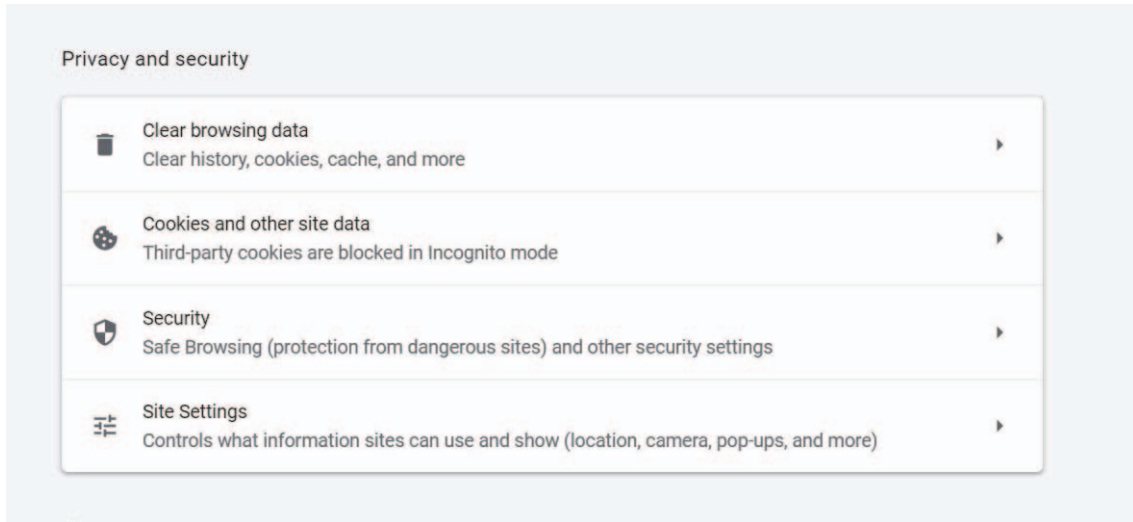 Privacy and security
Clear browsing data
Clear history, cookies, cache, and more
Cookies and other site data
Third-party cookies are blocked in Incognito mode
Security
Safe Browsing (protection from dangerous sites) and other security settings
Site Settings
Controls what information sites can use and show (location, camera, pop-ups, and more)